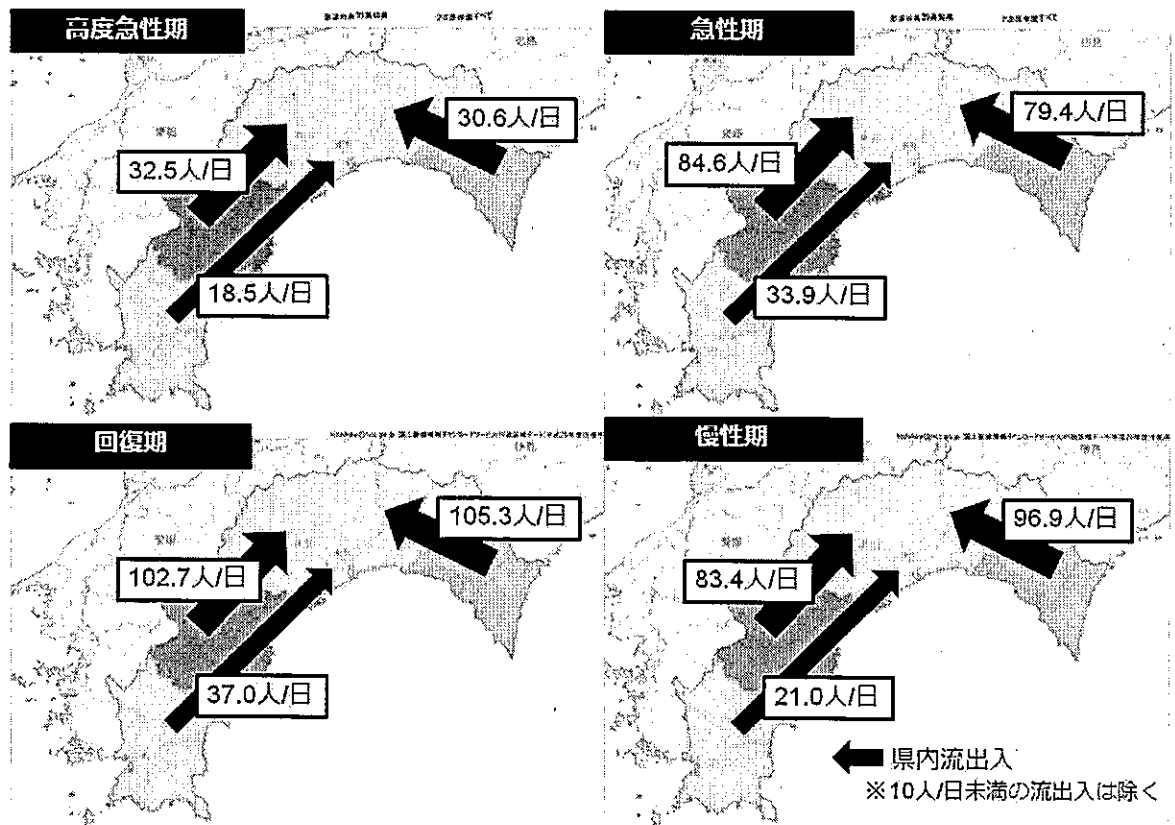 高度急性期
急性期
30.6人/日
32.5人/日
18.5人/日
79.4人/日
84.6人/日
33.9人/日
回復期
慢性期
105.3人/日
102.7人/日
37.0人/日
96.9人/日
83.4人/日
21.0人/日
県内流出入
※10人/日未満の流出入は除く